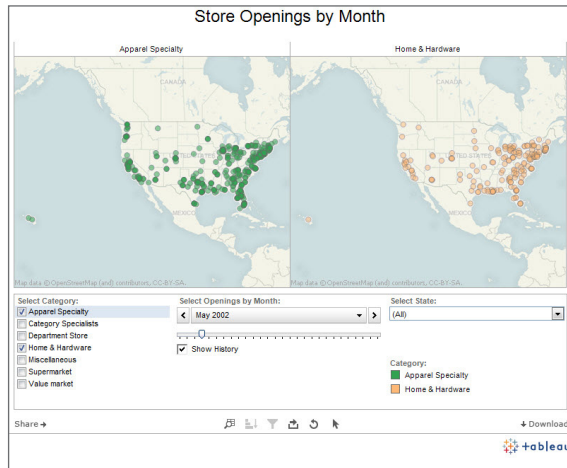 Store Openings by Month
Apparel Specialty
Home & Hardware
CANADA
UNITED STATES
MEXICO
CANADA
UNITED STATES
MEXICO
Map data © OpenStreetMap (and) contributors, CC-BY-SA.
Map data © OpenStreetMap (and) contributors, CC-BY-SA.
Select Category:
Apparel Specialty
Category Specialists
Department Store
Home & Hardware
Miscellaneous
Supermarket
Value market
Select Openings by Month:
May 2002
Show History
Select State:
(All)
Category:
Apparel Specialty
Home & Hardware
Share
Download
+ableau